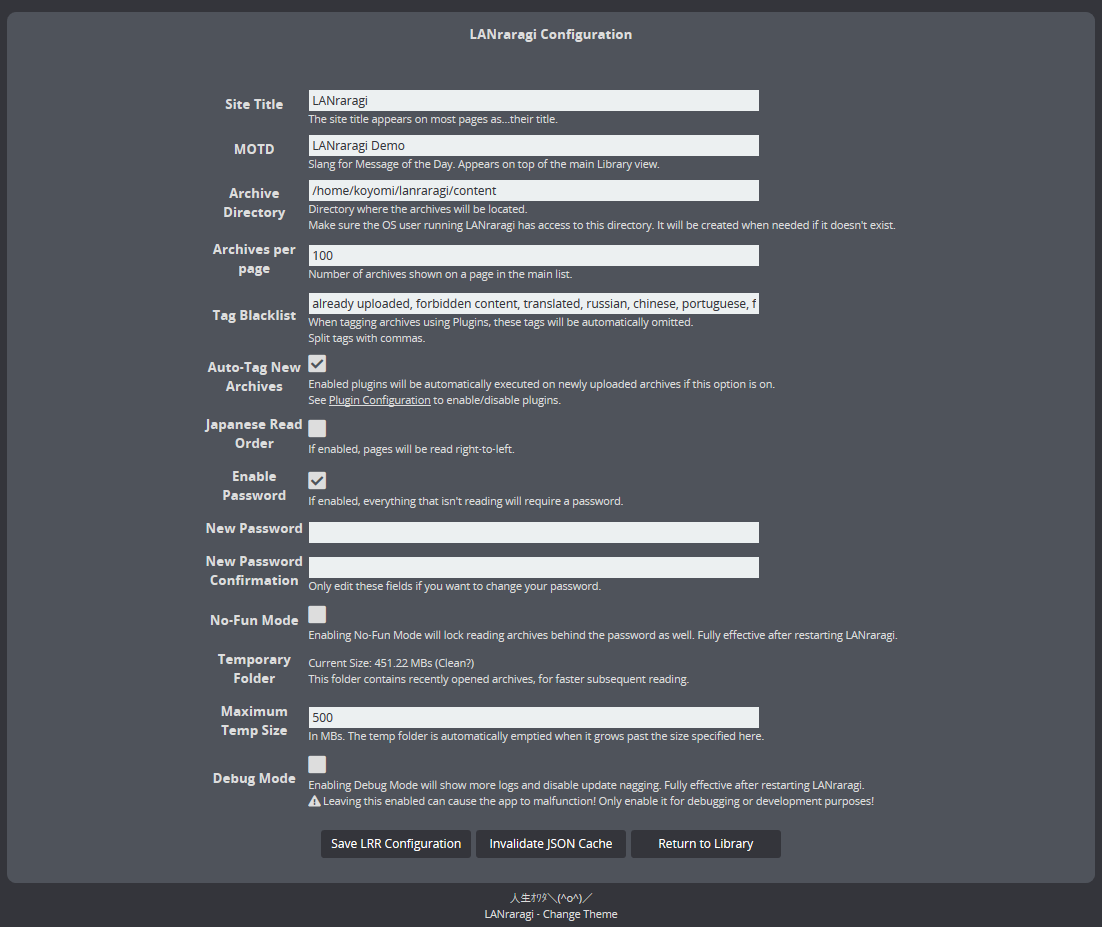 LANraragi Configuration
Site Title
LANraragi
The site title appears on most pages as...their title.
MOTD
LANraragi Demo
Slang for Message of the Day. Appears on top of the main Library view.
Archive
Directory
/home/koyomi/lanraragi/content
Directory where the archives will be located.
Make sure the OS user running LANraragi has access to this directory. It will be created when needed if it doesn't exist.
Archives per
page
100
Number of archives shown on a page in the main list.
Tag Blacklist
already uploaded, forbidden content, translated, russian, chinese, portuguese, f
When tagging archives using Plugins, these tags will be automatically omitted.
Split tags with commas.
Auto-Tag New
Archives
Enabled plugins will be automatically executed on newly uploaded archives if this option is on.
See Plugin Configuration to enable/disable plugins.
Japanese Read
Order
If enabled, pages will be read right-to-left.
Enable
Password
If enabled, everything that isn't reading will require a password.
New Password
New Password
Confirmation
Only edit these fields if you want to change your password.
No-Fun Mode
Enabling No-Fun Mode will lock reading archives behind the password as well. Fully effective after restarting LANraragi.
Temporary
Folder
Current Size: 451.22 MBs (Clean?)
This folder contains recently opened archives, for faster subsequent reading.
Maximum
Temp Size
500
In MBs. The temp folder is automatically emptied when it grows past the size specified here.
Debug Mode
Enabling Debug Mode will show more logs and disable update nagging. Fully effective after restarting LANraragi.
Leaving this enabled can cause the app to malfunction! Only enable it for debugging or development purposes!
Save LRR Configuration
Invalidate JSON Cache
Return to Library
人生ｵﾜﾀ＼(^o^)／
LANraragi - Change Theme